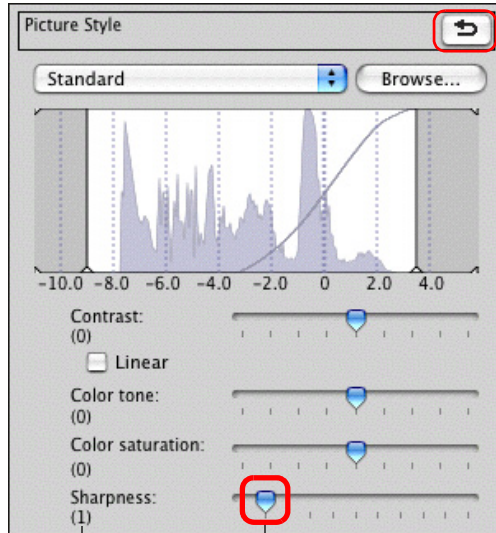 Picture Style
Standard
Browse...
-10.0 -8.0 -6.0 -4.0 -2.0 0 2.0 4.0
Contrast:
(0)
Linear
Color tone:
(0)
Color saturation:
(0)
Sharpness:
(1)